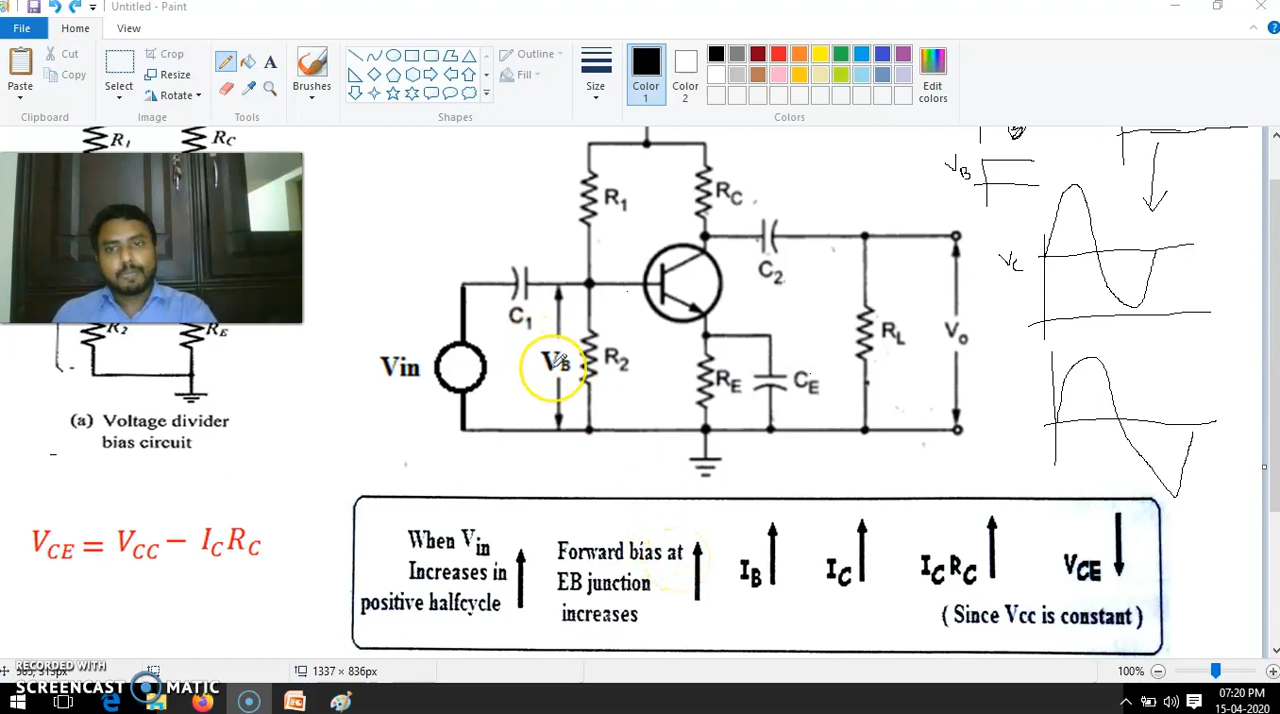 Untitled - Paint
File
Home
View
Paste
Cut
Copy
Clipboard
Select
Crop
Resize
Rotate
Image
A
Tools
Brushes
Shapes
Outline
Fill
Size
Color
1
Color
2
Edit
colors
Colors
R1
RC
R2
RE
(a) Voltage divider
bias circuit
VCE = VCC − ICRC
R1
RC
C2
C1
Vin
VB
R2
RE
CE
RL
Vo
VB
VC
When Vin
Increases in
positive halfcycle
Forward bias at
EB junction
increases
IB
IC
ICRC
VCE
(Since Vcc is constant)
RECORDED WITH
SCREENCAST MATIC
1337 × 836px
100%
07:20 PM
15-04-2020